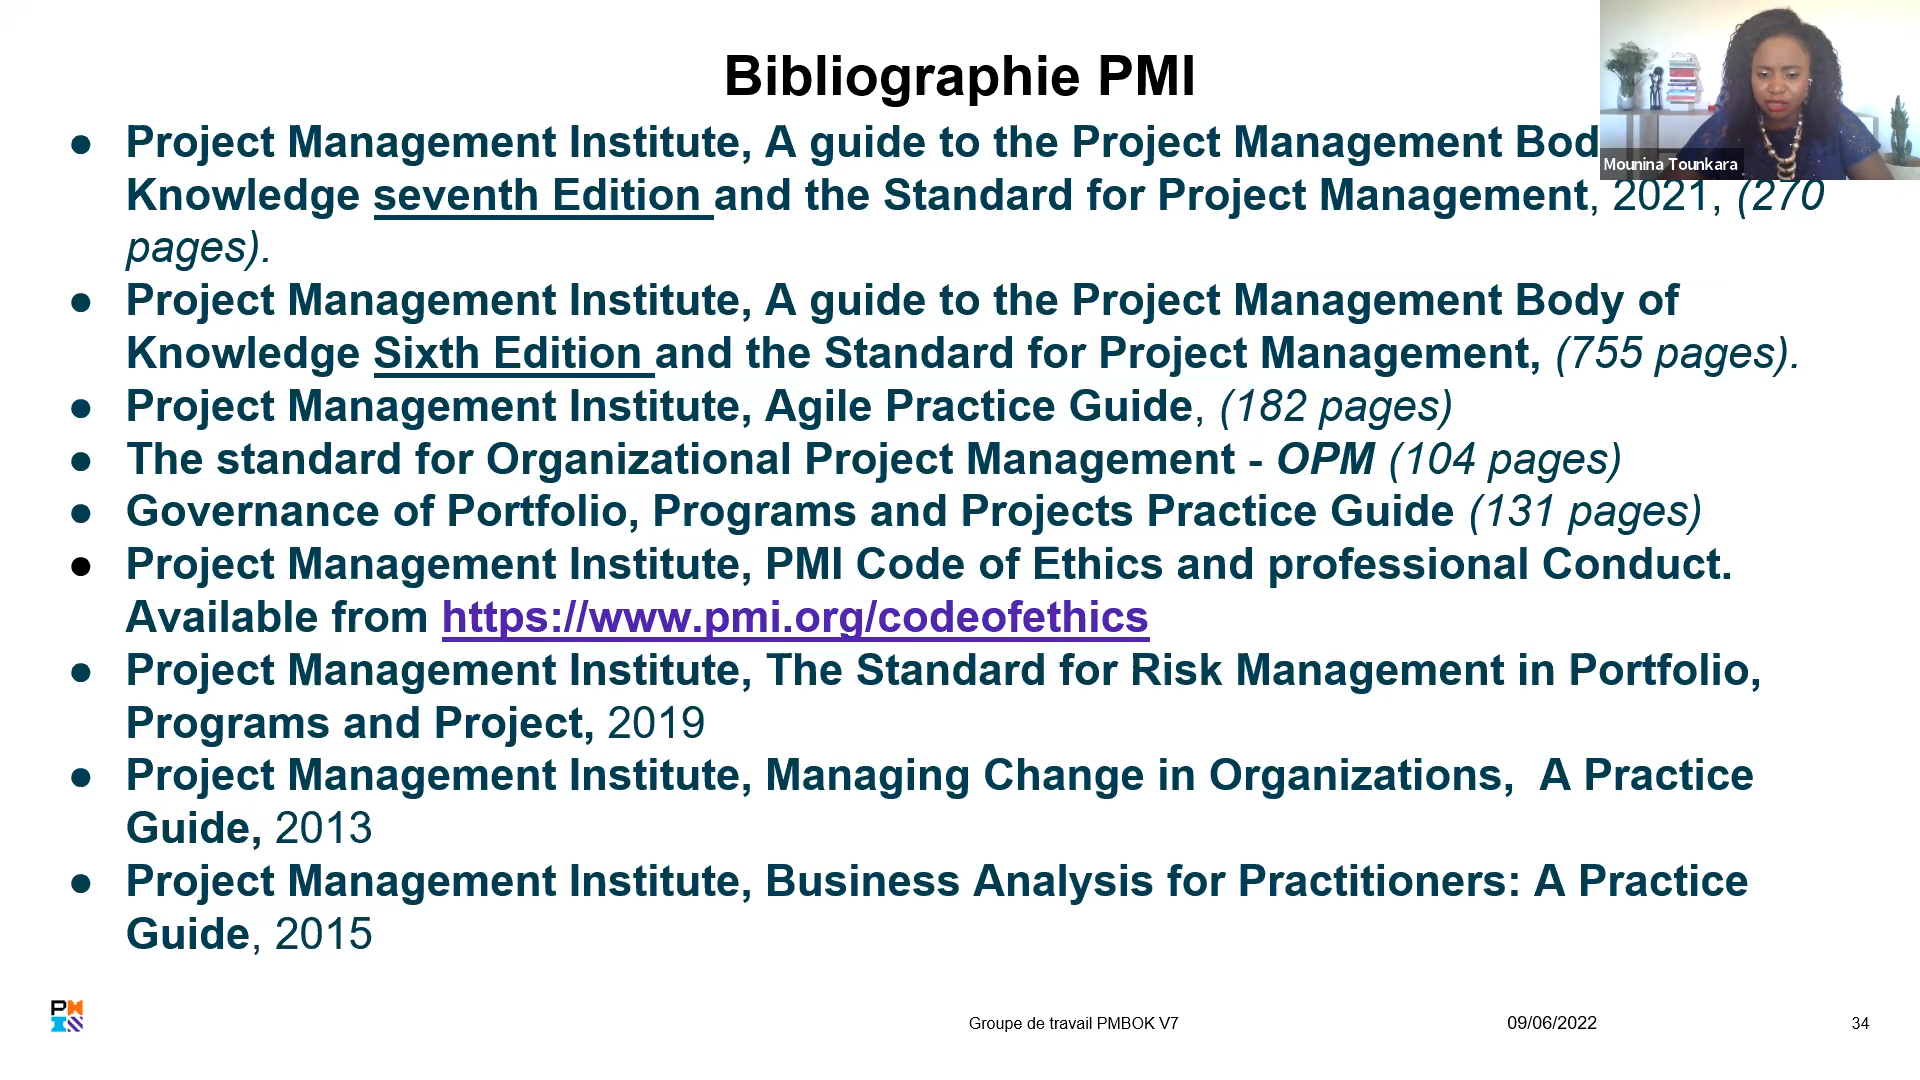 Bibliographie PMI
● Project Management Institute, A guide to the Project Management Bod
Knowledge seventh Edition and the Standard for Project Management, 2021, (270
pages).
● Project Management Institute, A guide to the Project Management Body of
Knowledge Sixth Edition and the Standard for Project Management, (755 pages).
● Project Management Institute, Agile Practice Guide, (182 pages)
● The standard for Organizational Project Management - OPM (104 pages)
● Governance of Portfolio, Programs and Projects Practice Guide (131 pages)
● Project Management Institute, PMI Code of Ethics and professional Conduct.
Available from https://www.pmi.org/codeofethics
● Project Management Institute, The Standard for Risk Management in Portfolio,
Programs and Project, 2019
● Project Management Institute, Managing Change in Organizations, A Practice
Guide, 2013
● Project Management Institute, Business Analysis for Practitioners: A Practice
Guide, 2015
Mounina Tounkara
Groupe de travail PMBOK V7
09/06/2022
34